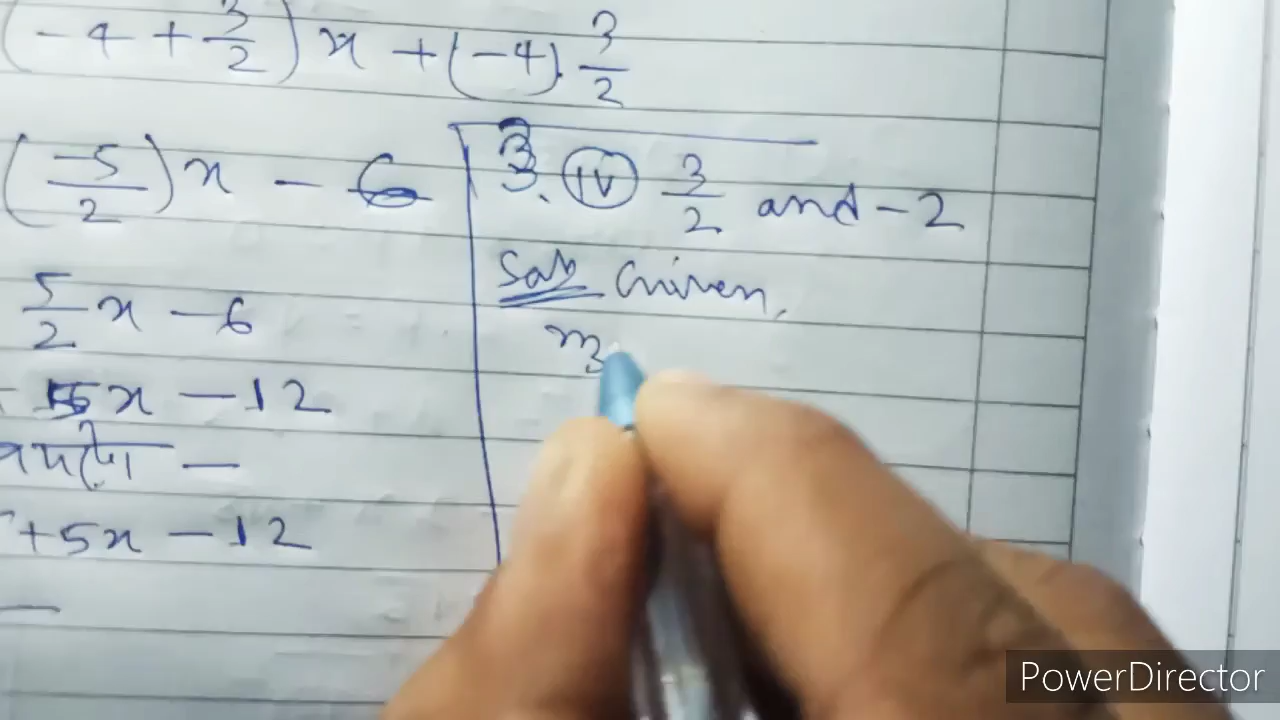 (-4 + 3/2) x + (-4). 3/2
(-5/2) x - 6
5/2 x - 6
5x - 12
+5x - 12
3. (iv) 3/2 and -2
Soln Given,
PowerDirector